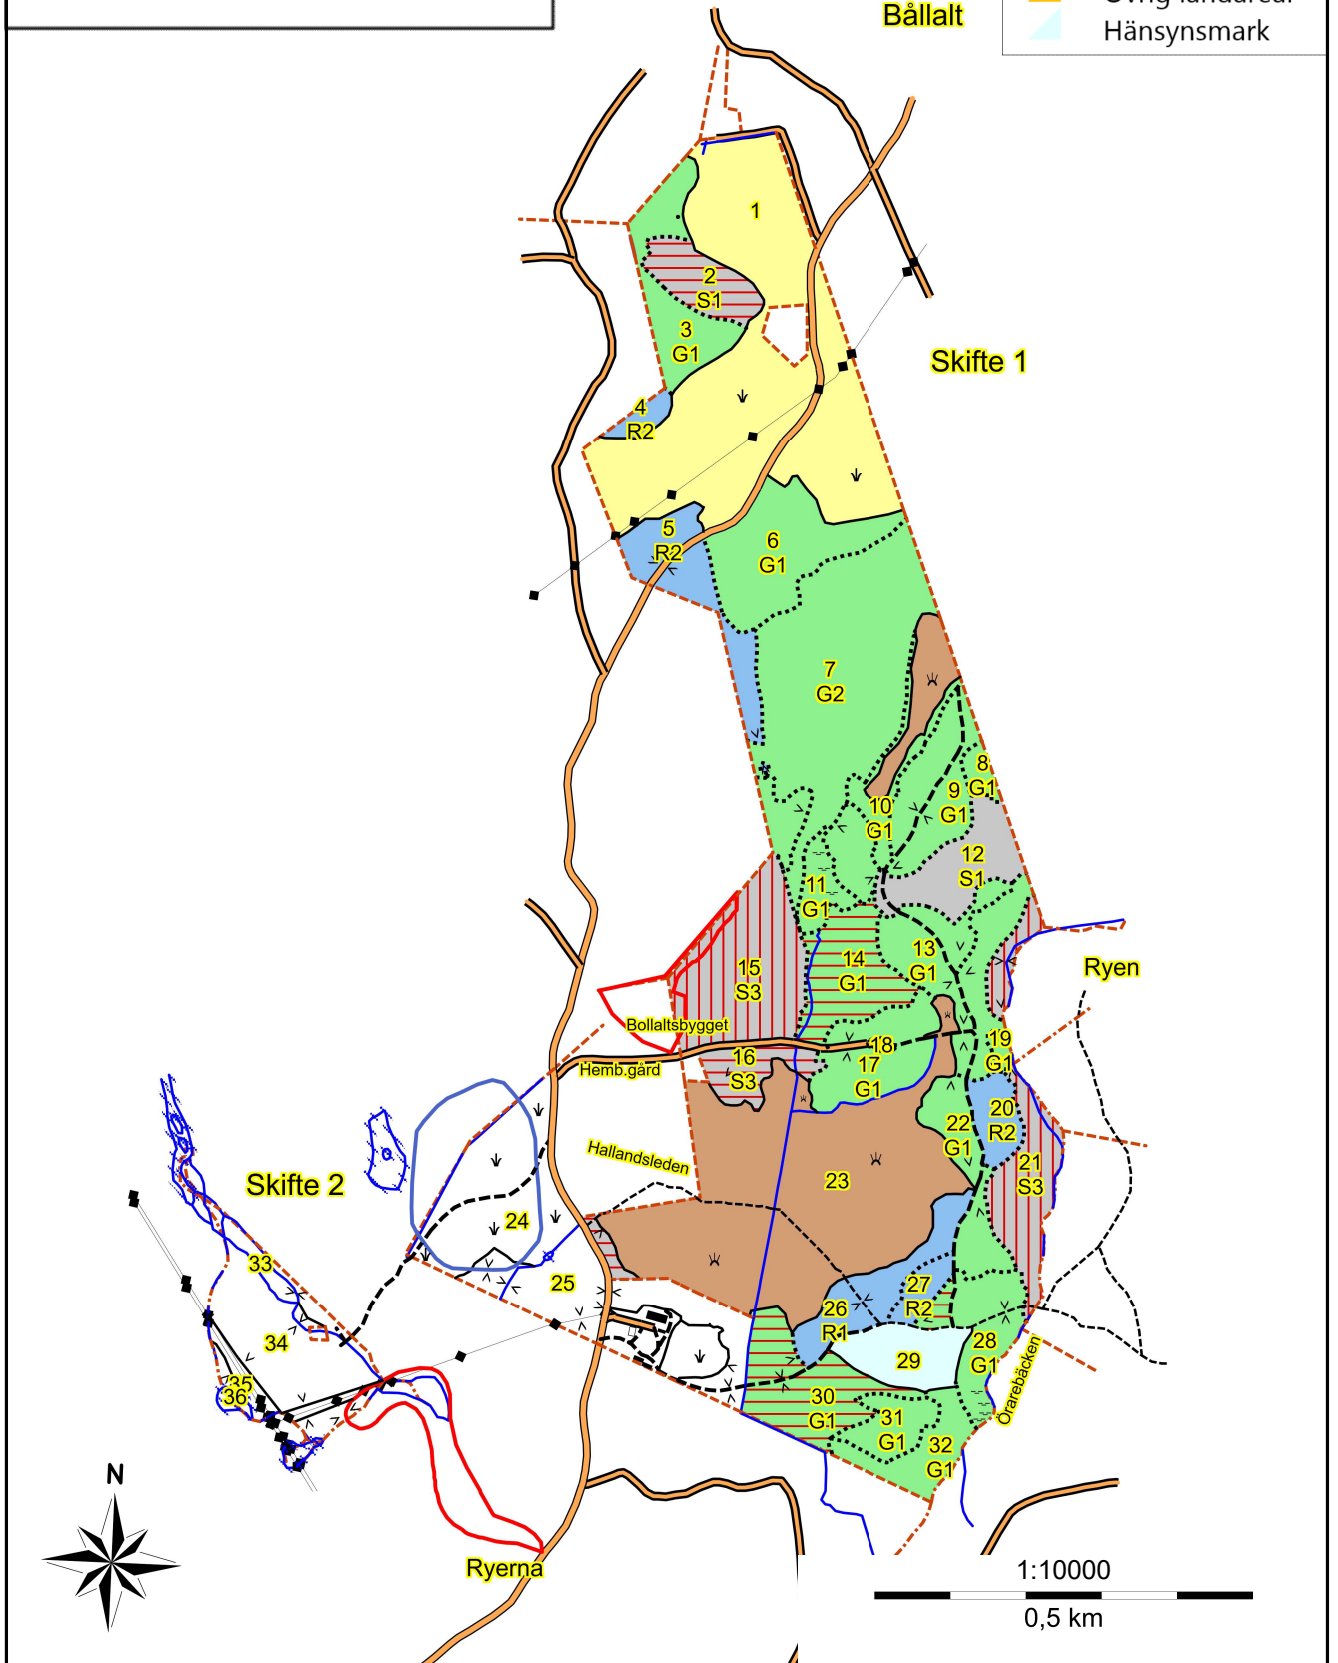 Bållalt
Hänsynsmark
1
2
S1
Skifte 1
3
G1
4
R2
5
R2
6
G1
7
G2
8
G1
9
G1
10
G1
12
S1
11
G1
13
G1
14
G1
15
S3
Ryen
Bollaltsbygget
16
S3
18
17
G1
19
G1
Hemb.gård
20
R2
22
G1
Hallandsleden
21
S3
23
Skifte 2
24
33
25
27
R2
26
R1
34
28
G1
29
35
36
30
G1
31
G1
Örarebäcken
32
G1
N
Ryerna
1:10000
0,5 km